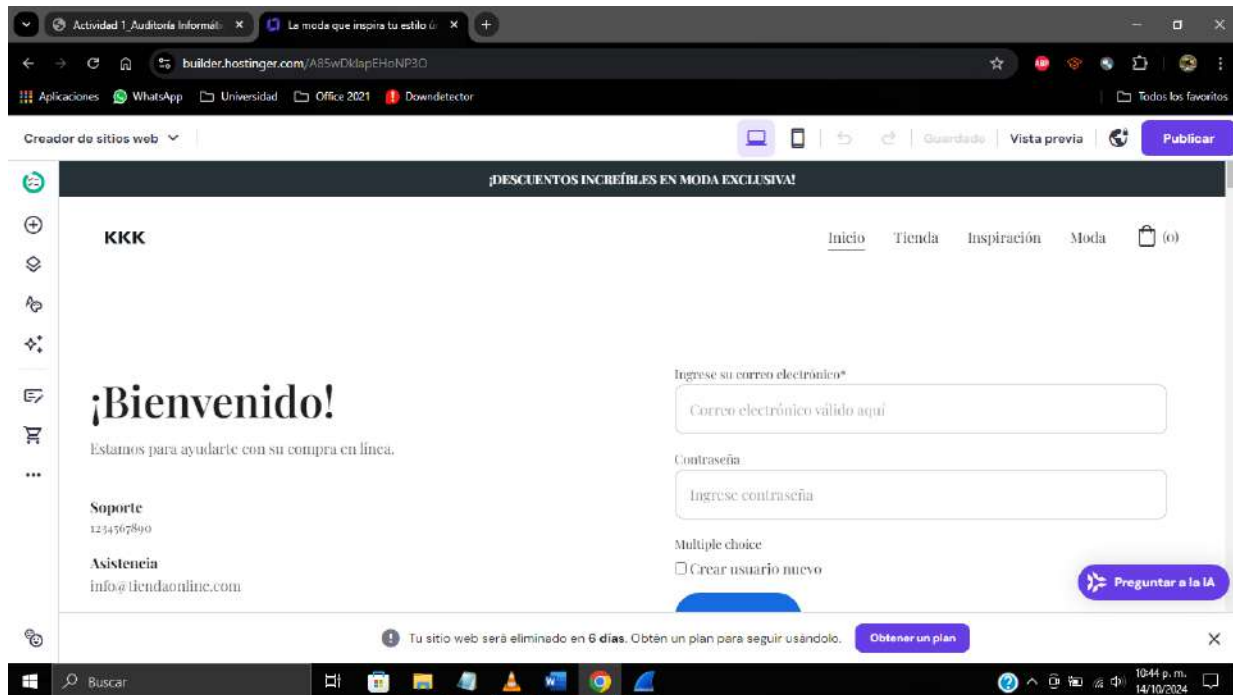 Actividad 1_Auditoría Informáti
La moda que inspira tu estilo ú
builder.hostinger.com/A85wDklapEHoNP3O
Aplicaciones WhatsApp Universidad Office 2021 Downdetector Todos los favoritos
Creador de sitios web Guardado Vista previa Publicar
¡DESCUENTOS INCREÍBLES EN MODA EXCLUSIVA!
KKK Inicio Tienda Inspiración Moda (0)
¡Bienvenido!
Estamos para ayudarte con su compra en línea.
Soporte
1234567890
Asistencia
info@tiendaonline.com
Ingrese su correo electrónico*
Correo electrónico válido aquí
Contraseña
Ingrese contraseña
Multiple choice
Crear usuario nuevo
Preguntar a la IA
Tu sitio web será eliminado en 6 días. Obtén un plan para seguir usándolo. Obtener un plan
Buscar
10:44 p. m.
14/10/2024